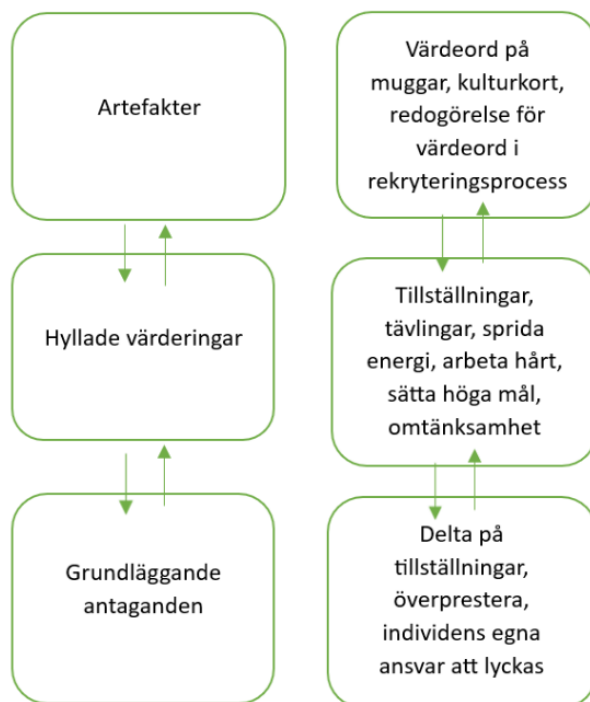 Artefakter
Värdeord på
muggar, kulturkort,
redogörelse för
värdeord i
rekryteringsprocess
Hyllade värderingar
Tillställningar,
tävlingar, sprida
energi, arbeta hårt,
sätta höga mål,
omtänksamhet
Grundläggande
antaganden
Delta på
tillställningar,
överprestera,
individens egna
ansvar att lyckas